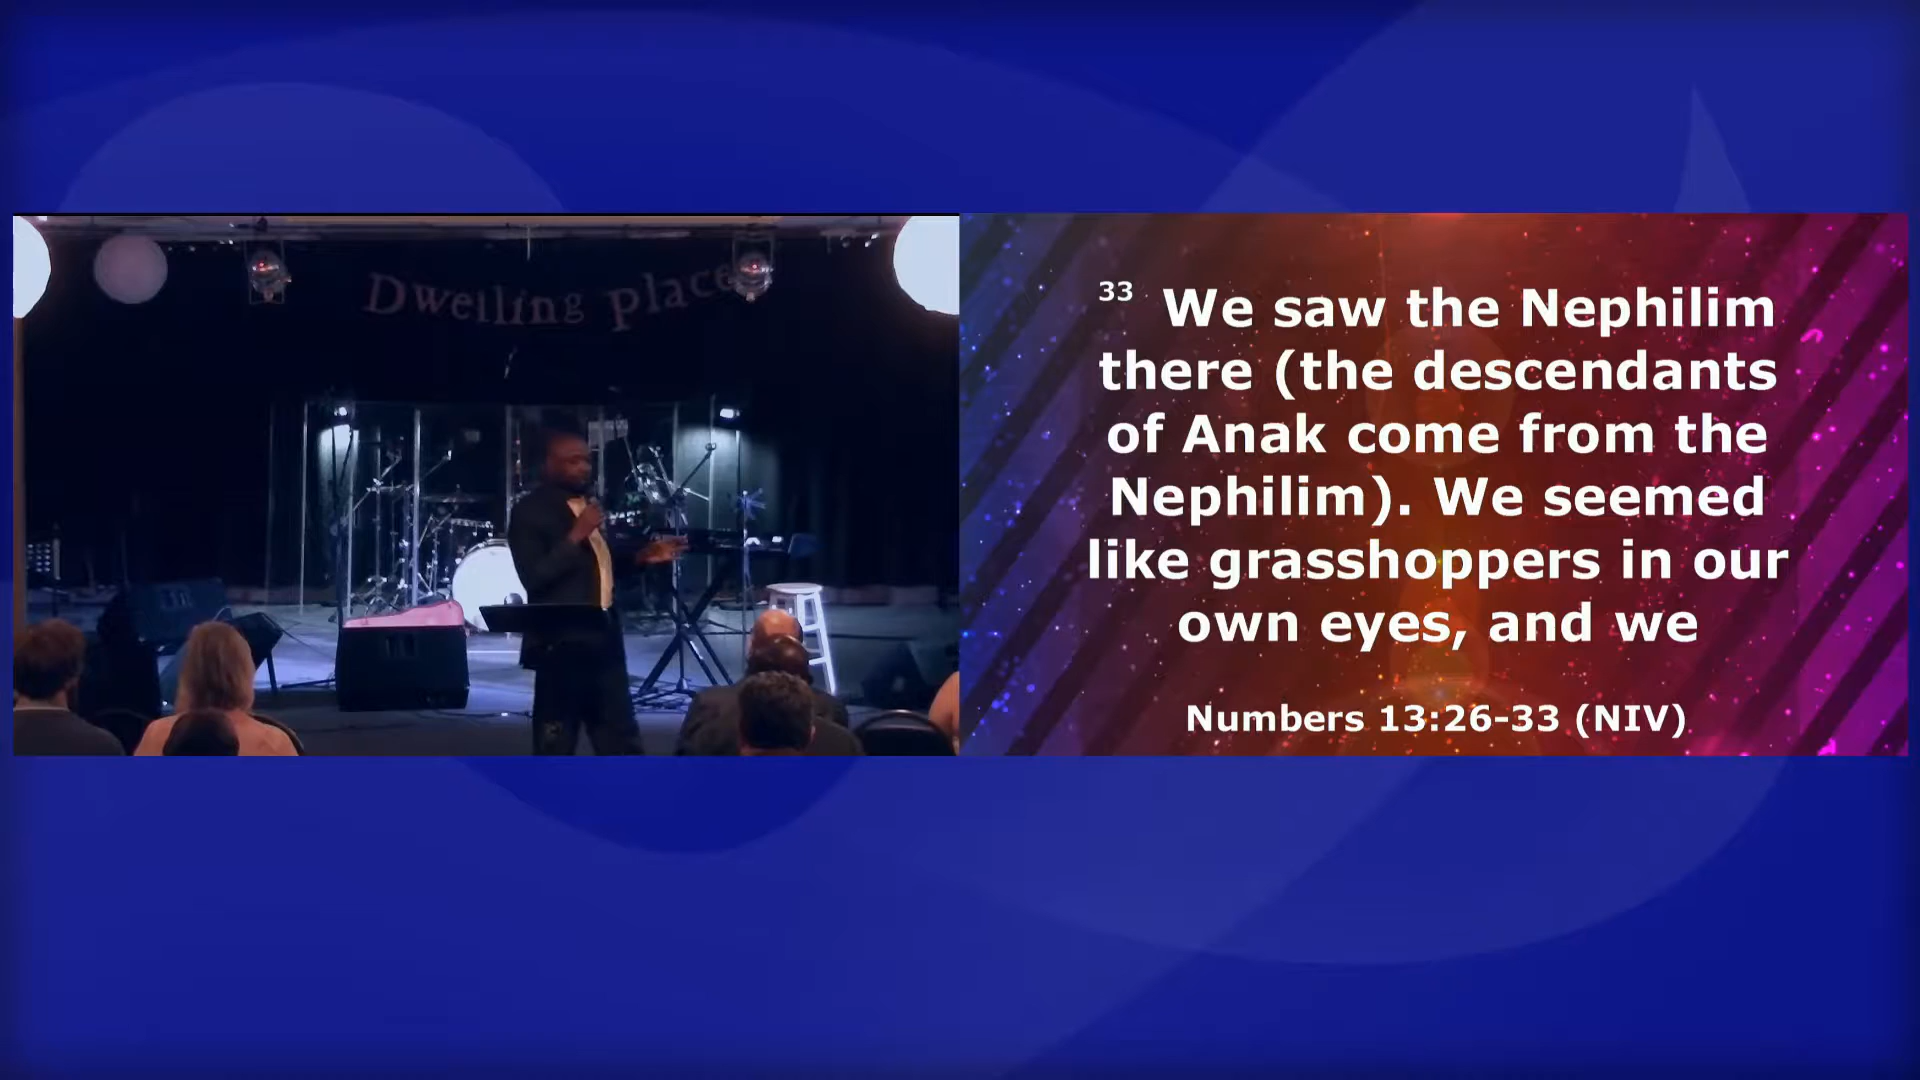 Dwelling place
33 We saw the Nephilim
there (the descendants
of Anak come from the
Nephilim). We seemed
like grasshoppers in our
own eyes, and we
Numbers 13:26-33 (NIV)